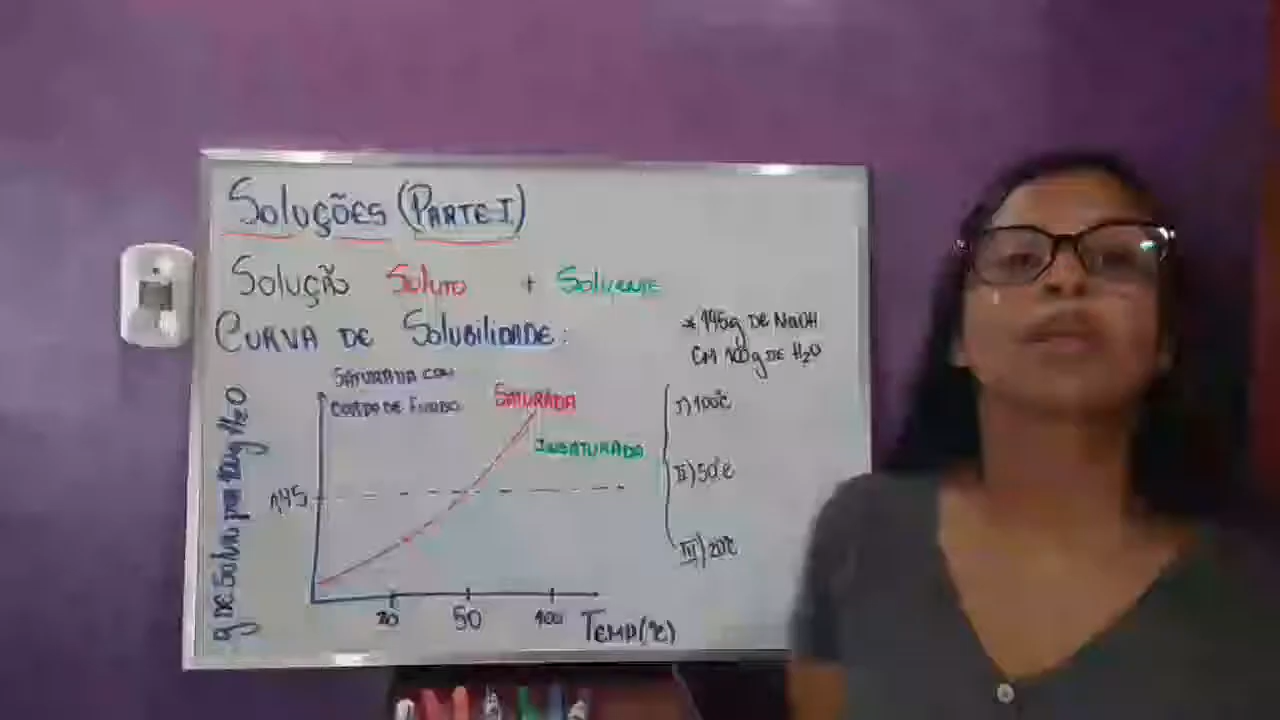 Soluções (Parte I)
Solução Soluto + Solvente
Curva de Solubilidade:
* 145g de NaOH
em 100g de H₂O
Saturada com
corpo de fundo
Saturada
Insaturada
145
g de soluto por 100g H₂O
20 50 100 Temp(°C)
I) 100°C
II) 50°C
III) 20°C